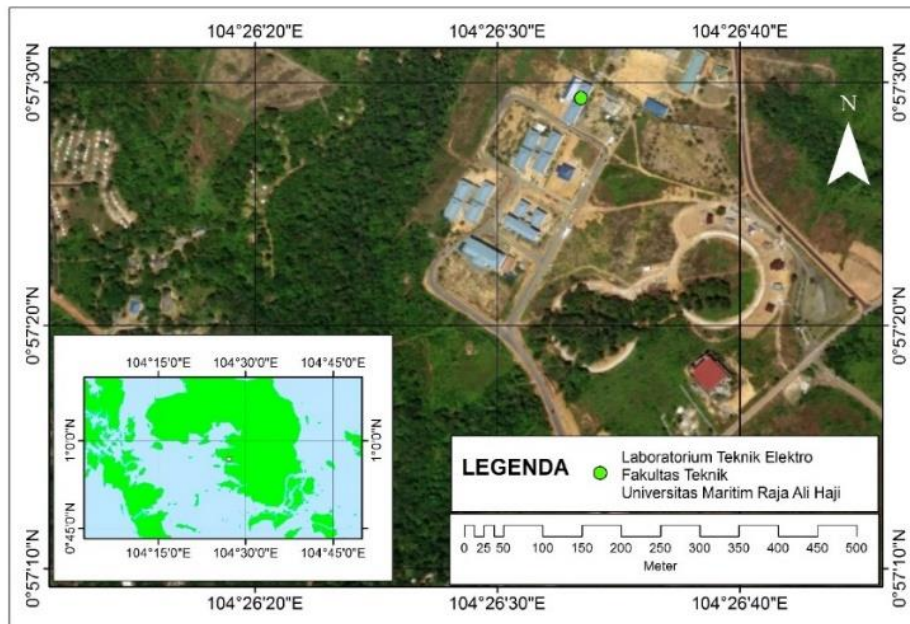 104°26'20"E 104°26'30"E 104°26'40"E
0°57'30"N 0°57'30"N
N
0°57'20"N 0°57'20"N
104°15'0"E 104°30'0"E 104°45'0"E
1°0'0"N 1°0'0"N
0°45'0"N 0°45'0"N
104°15'0"E 104°30'0"E 104°45'0"E
LEGENDA
Laboratorium Teknik Elektro
Fakultas Teknik
Universitas Maritim Raja Ali Haji
0 25 50 100 150 200 250 300 350 400 450 500
Meter
0°57'10"N 0°57'10"N
104°26'20"E 104°26'30"E 104°26'40"E